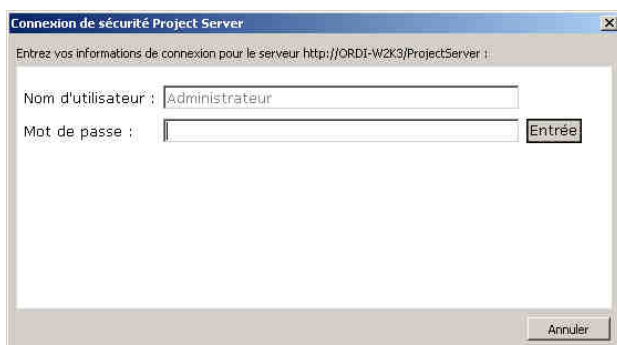 Connexion de sécurité Project Server
Entrez vos informations de connexion pour le serveur http://ORDI-W2K3/ProjectServer :
Nom d'utilisateur : Administrateur
Mot de passe : Entrée
Annuler